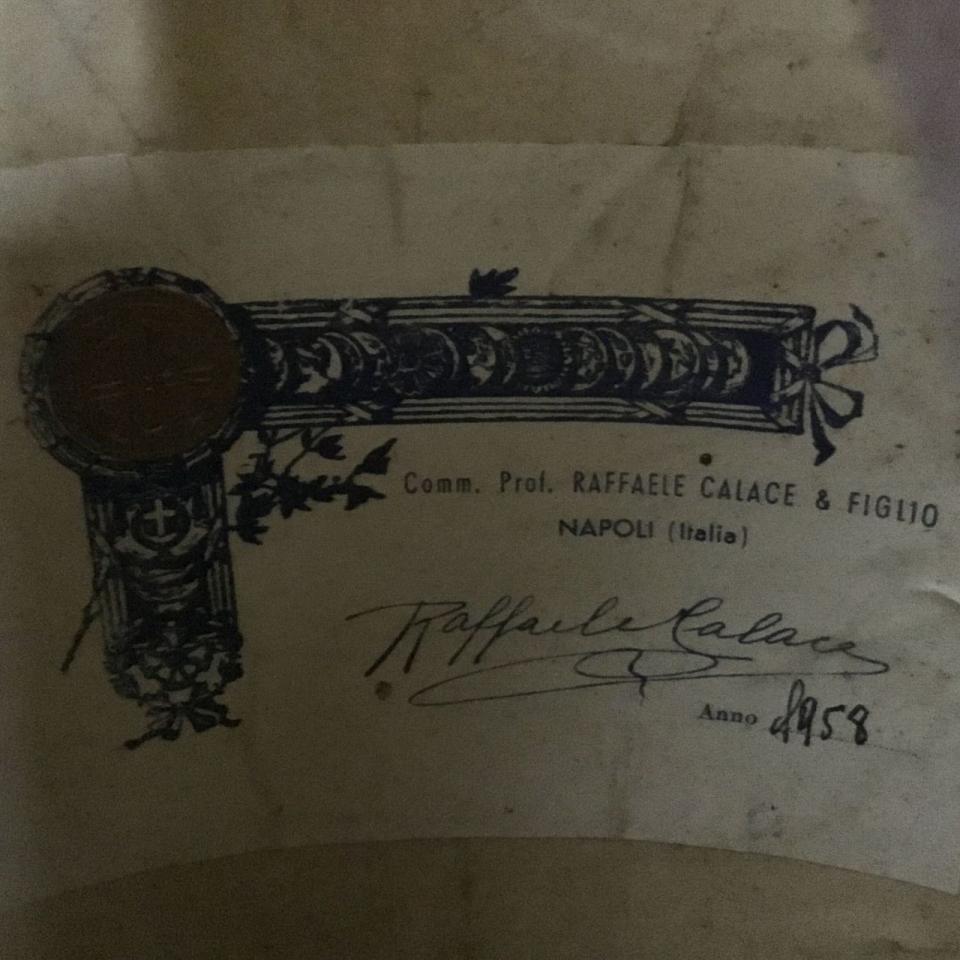 Comm. Prof. RAFFAELE CALACE & FIGLIO
NAPOLI (Italia)
Raffaele Calace
Anno 1958